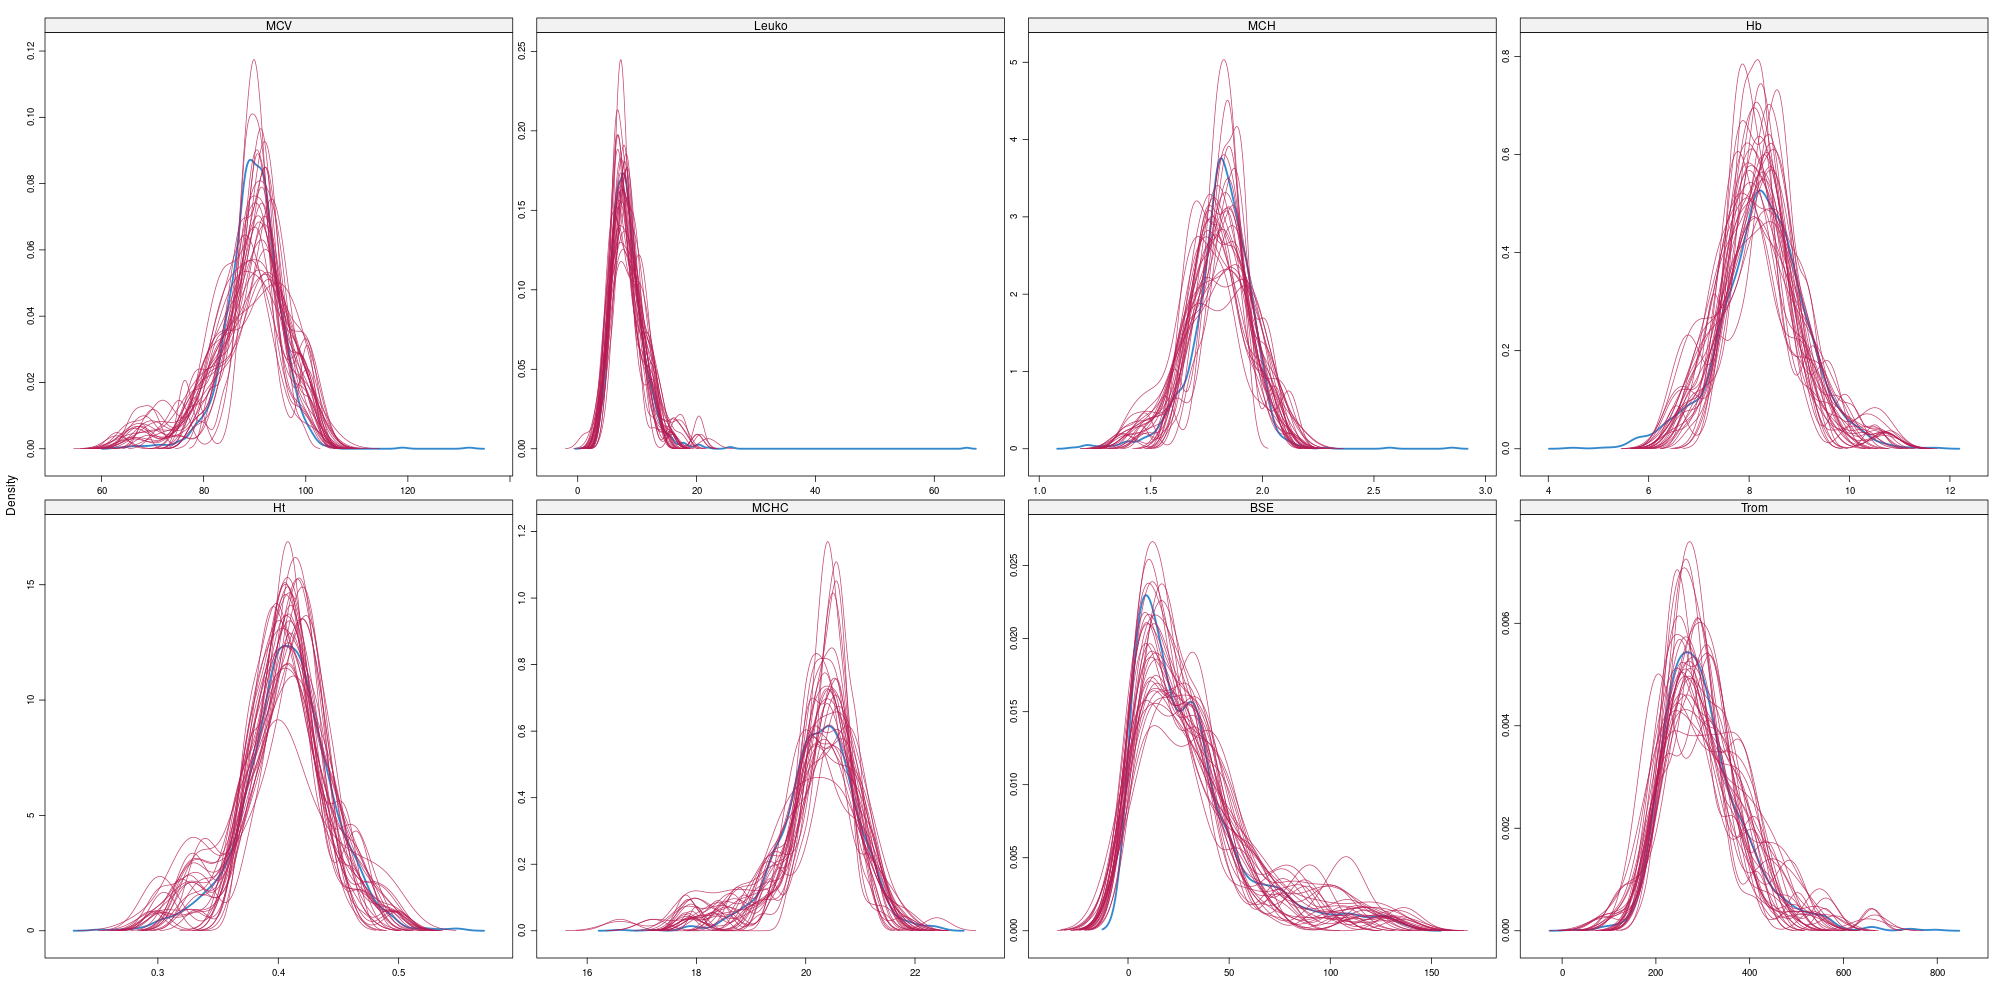 MCV
Leuko
MCH
Hb
0.00 0.02 0.04 0.06 0.08 0.10 0.12
0.00 0.05 0.10 0.15 0.20 0.25
0 1 2 3 4 5
0.0 0.2 0.4 0.6 0.8
60 80 100 120
0 20 40 60
1.0 1.5 2.0 2.5 3.0
4 6 8 10 12
Density
Ht
MCHC
BSE
Trom
0 5 10 15
0.0 0.2 0.4 0.6 0.8 1.0 1.2
0.000 0.005 0.010 0.015 0.020 0.025
0.000 0.002 0.004 0.006
0.3 0.4 0.5
16 18 20 22
0 50 100 150
0 200 400 600 800